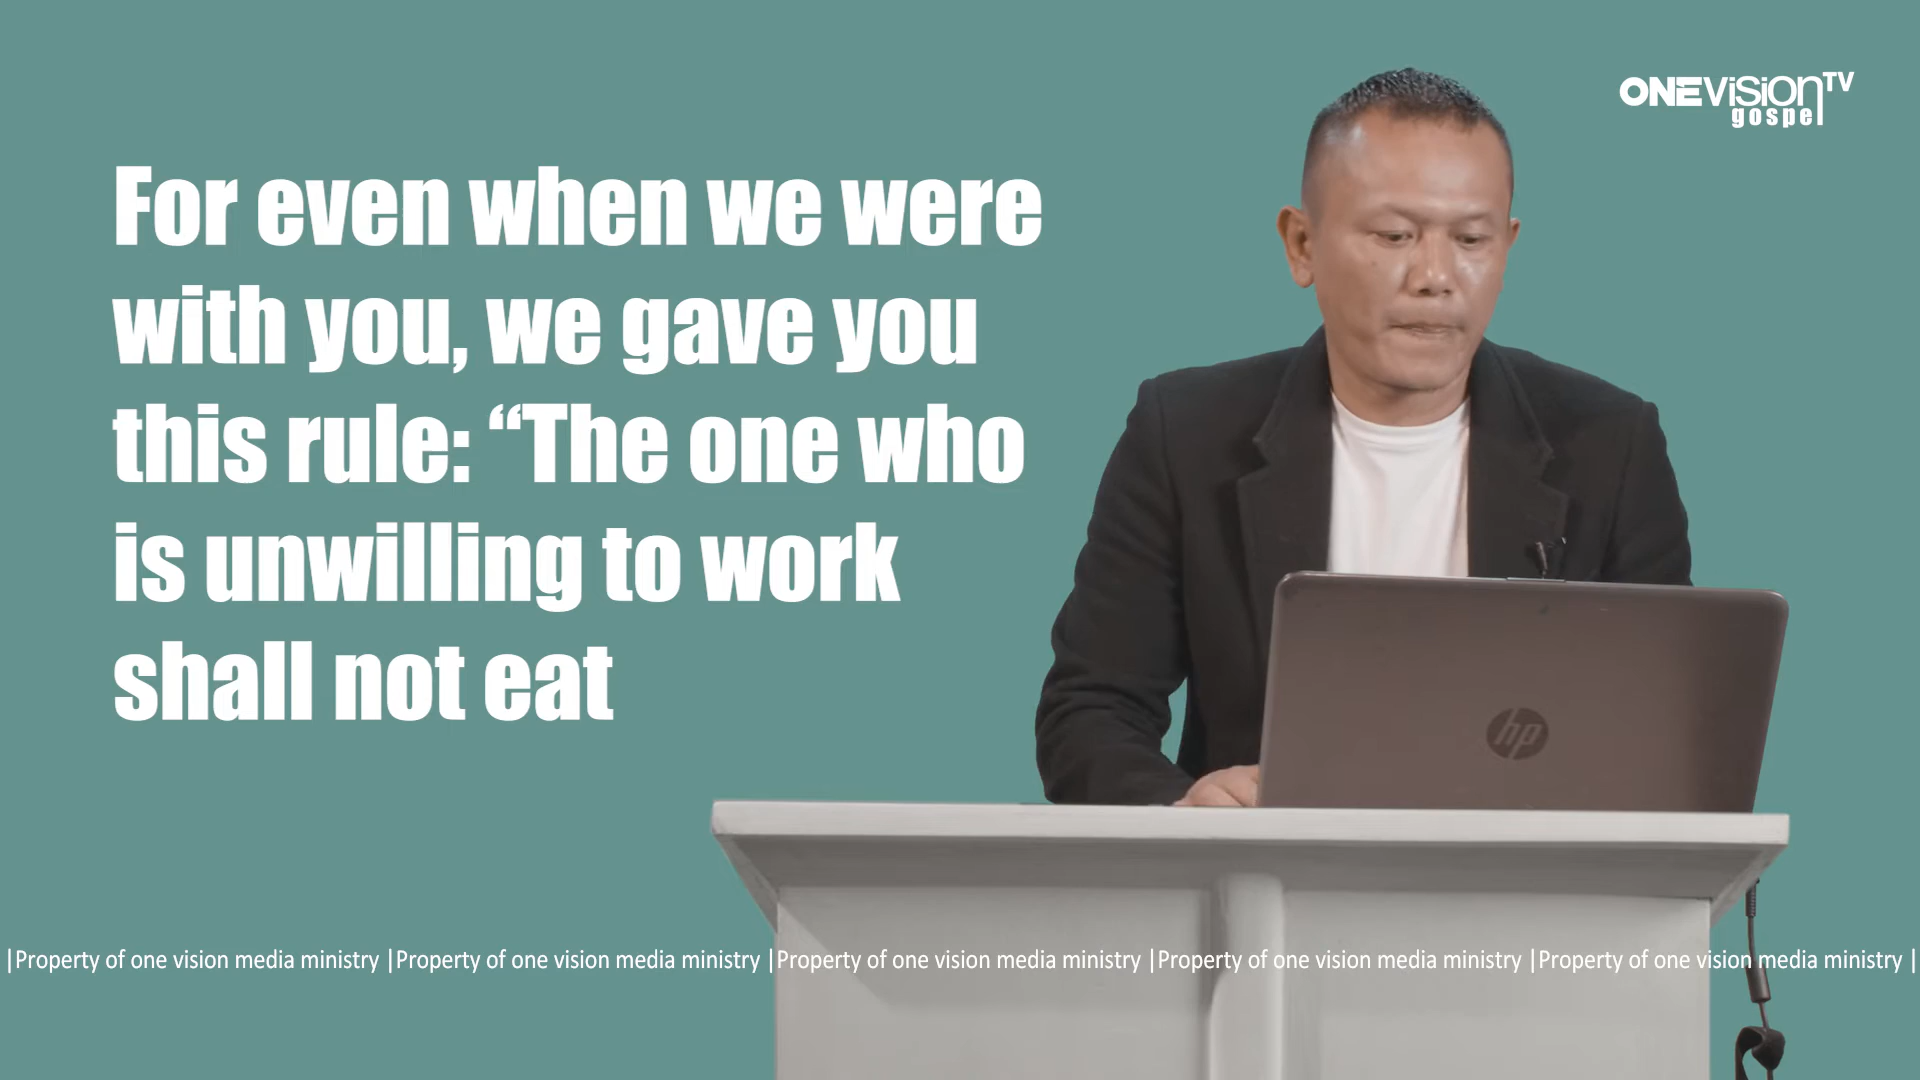 ONEVISION TV
gospel
For even when we were
with you, we gave you
this rule: “The one who
is unwilling to work
shall not eat
hp
|Property of one vision media ministry |Property of one vision media ministry |Property of one vision media ministry |Property of one vision media ministry |Property of one vision media ministry |